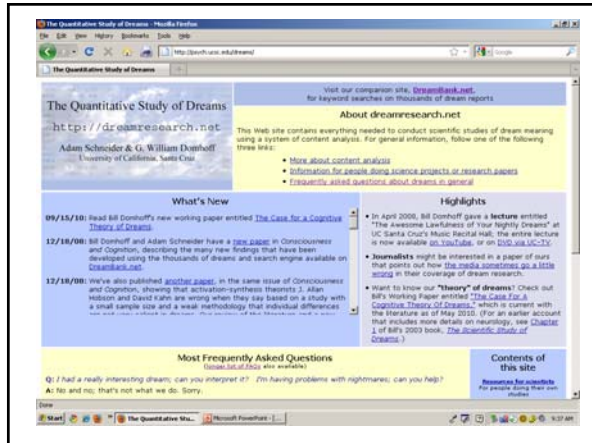 The Quantitative Study of Dreams - Mozilla Firefox
File Edit View History Bookmarks Tools Help
http://psych.ucsc.edu/dreams/
Google
The Quantitative Study of Dreams
The Quantitative Study of Dreams
http://dreamresearch.net
Adam Schneider & G. William Domhoff
University of California, Santa Cruz
Visit our companion site, DreamBank.net,
for keyword searches on thousands of dream reports
About dreamresearch.net
This Web site contains everything needed to conduct scientific studies of dream meaning
using a system of content analysis. For general information, follow one of the following
three links:
• More about content analysis
• Information for people doing science projects or research papers
• Frequently asked questions about dreams in general
What's New
09/15/10: Read Bill Domhoff's new working paper entitled The Case for a Cognitive
Theory of Dreams.
12/18/08: Bill Domhoff and Adam Schneider have a new paper in Consciousness
and Cognition, describing the many new findings that have been
developed using the thousands of dreams and search engine available on
DreamBank.net.
12/18/08: We've also published another paper, in the same issue of Consciousness
and Cognition, showing that activation-synthesis theorists J. Allan
Hobson and David Kahn are wrong when they say based on a study with
a small sample size and a weak methodology that individual differences
Highlights
• In April 2006, Bill Domhoff gave a lecture entitled
"The Awesome Lawfulness of Your Nightly Dreams" at
UC Santa Cruz's Music Recital Hall; the entire lecture
is now available on YouTube, or on DVD via UC-TV.
• Journalists might be interested in a paper of ours
that points out how the media sometimes go a little
wrong in their coverage of dream research.
• Want to know our "theory" of dreams? Check out
Bill's Working Paper entitled "The Case For A
Cognitive Theory Of Dreams," which is current with
the literature as of May 2010. (For an earlier account
that includes more details on neurology, see Chapter
1 of Bill's 2003 book, The Scientific Study of
Dreams.)
Most Frequently Asked Questions
(longer list of FAQs also available)
Q: I had a really interesting dream; can you interpret it? I'm having problems with nightmares; can you help?
A: No and no; that's not what we do. Sorry.
Contents of
this site
Resources for scientists
For people doing their own
studies
Done
Start
The Quantitative Stu...
Microsoft PowerPoint - [...
9:37 AM